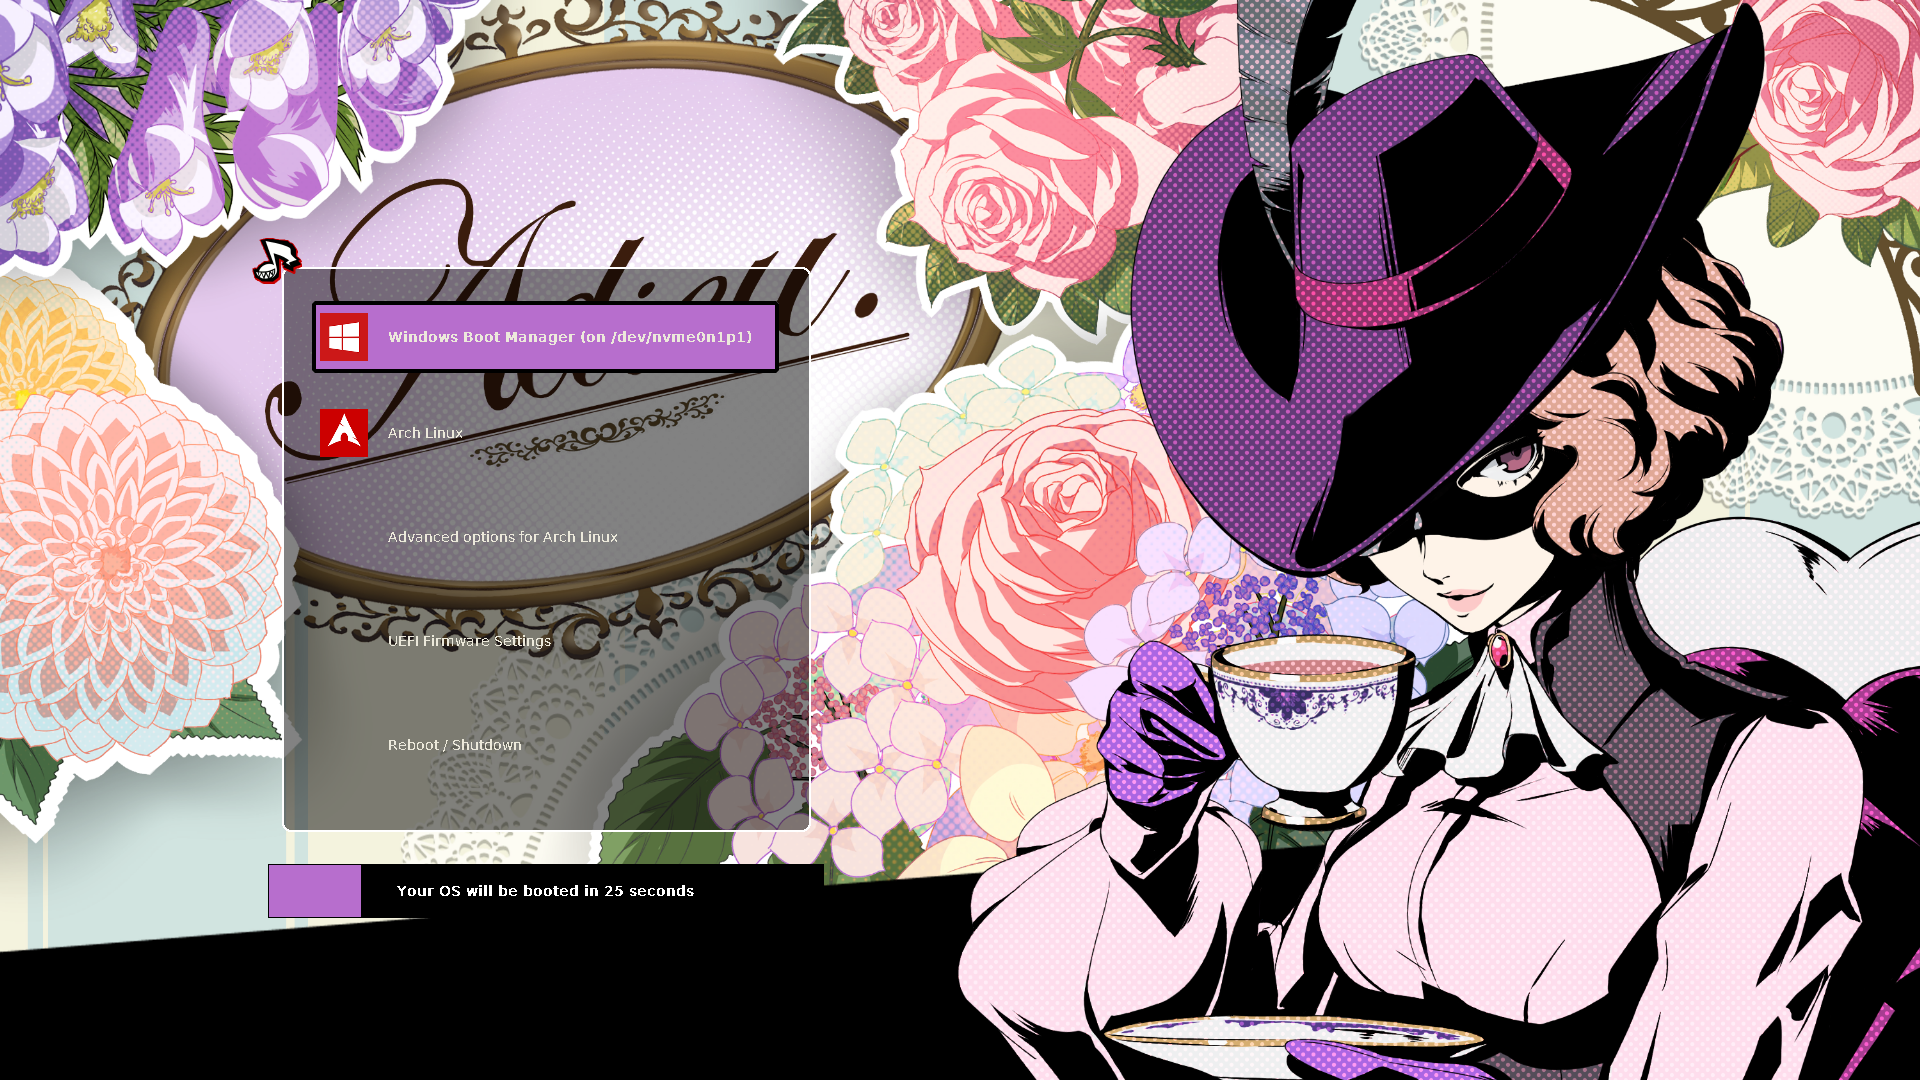 Adieu.
Windows Boot Manager (on /dev/nvme0n1p1)
Arch Linux
Advanced options for Arch Linux
UEFI Firmware Settings
Reboot / Shutdown
Your OS will be booted in 25 seconds